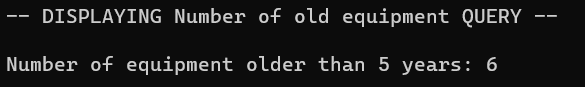 -- DISPLAYING Number of old equipment QUERY --
Number of equipment older than 5 years: 6